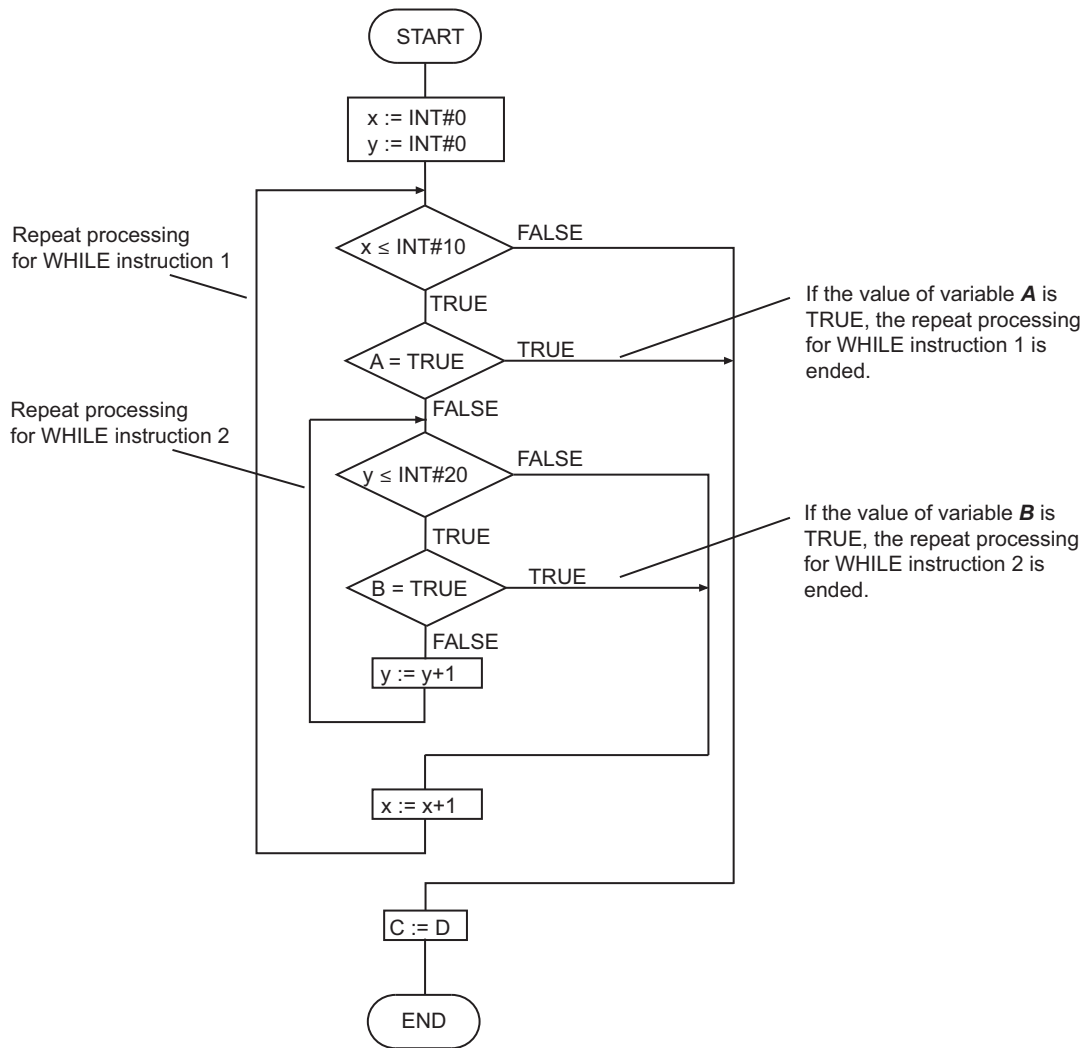 START
x := INT#0
y := INT#0
Repeat processing
for WHILE instruction 1
x ≤ INT#10
FALSE
TRUE
If the value of variable A is
TRUE, the repeat processing
for WHILE instruction 1 is
ended.
A = TRUE
TRUE
FALSE
Repeat processing
for WHILE instruction 2
y ≤ INT#20
FALSE
TRUE
If the value of variable B is
TRUE, the repeat processing
for WHILE instruction 2 is
ended.
B = TRUE
TRUE
FALSE
y := y+1
x := x+1
C := D
END